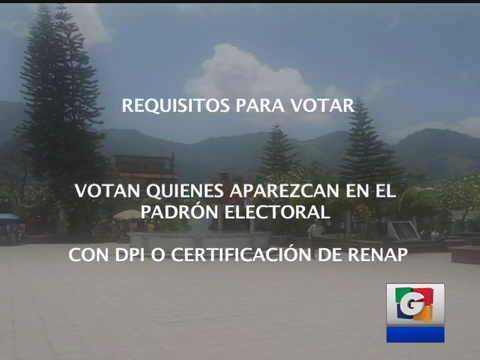 REQUISITOS PARA VOTAR
VOTAN QUIENES APAREZCAN EN EL
PADRÓN ELECTORAL
CON DPI O CERTIFICACIÓN DE RENAP
G